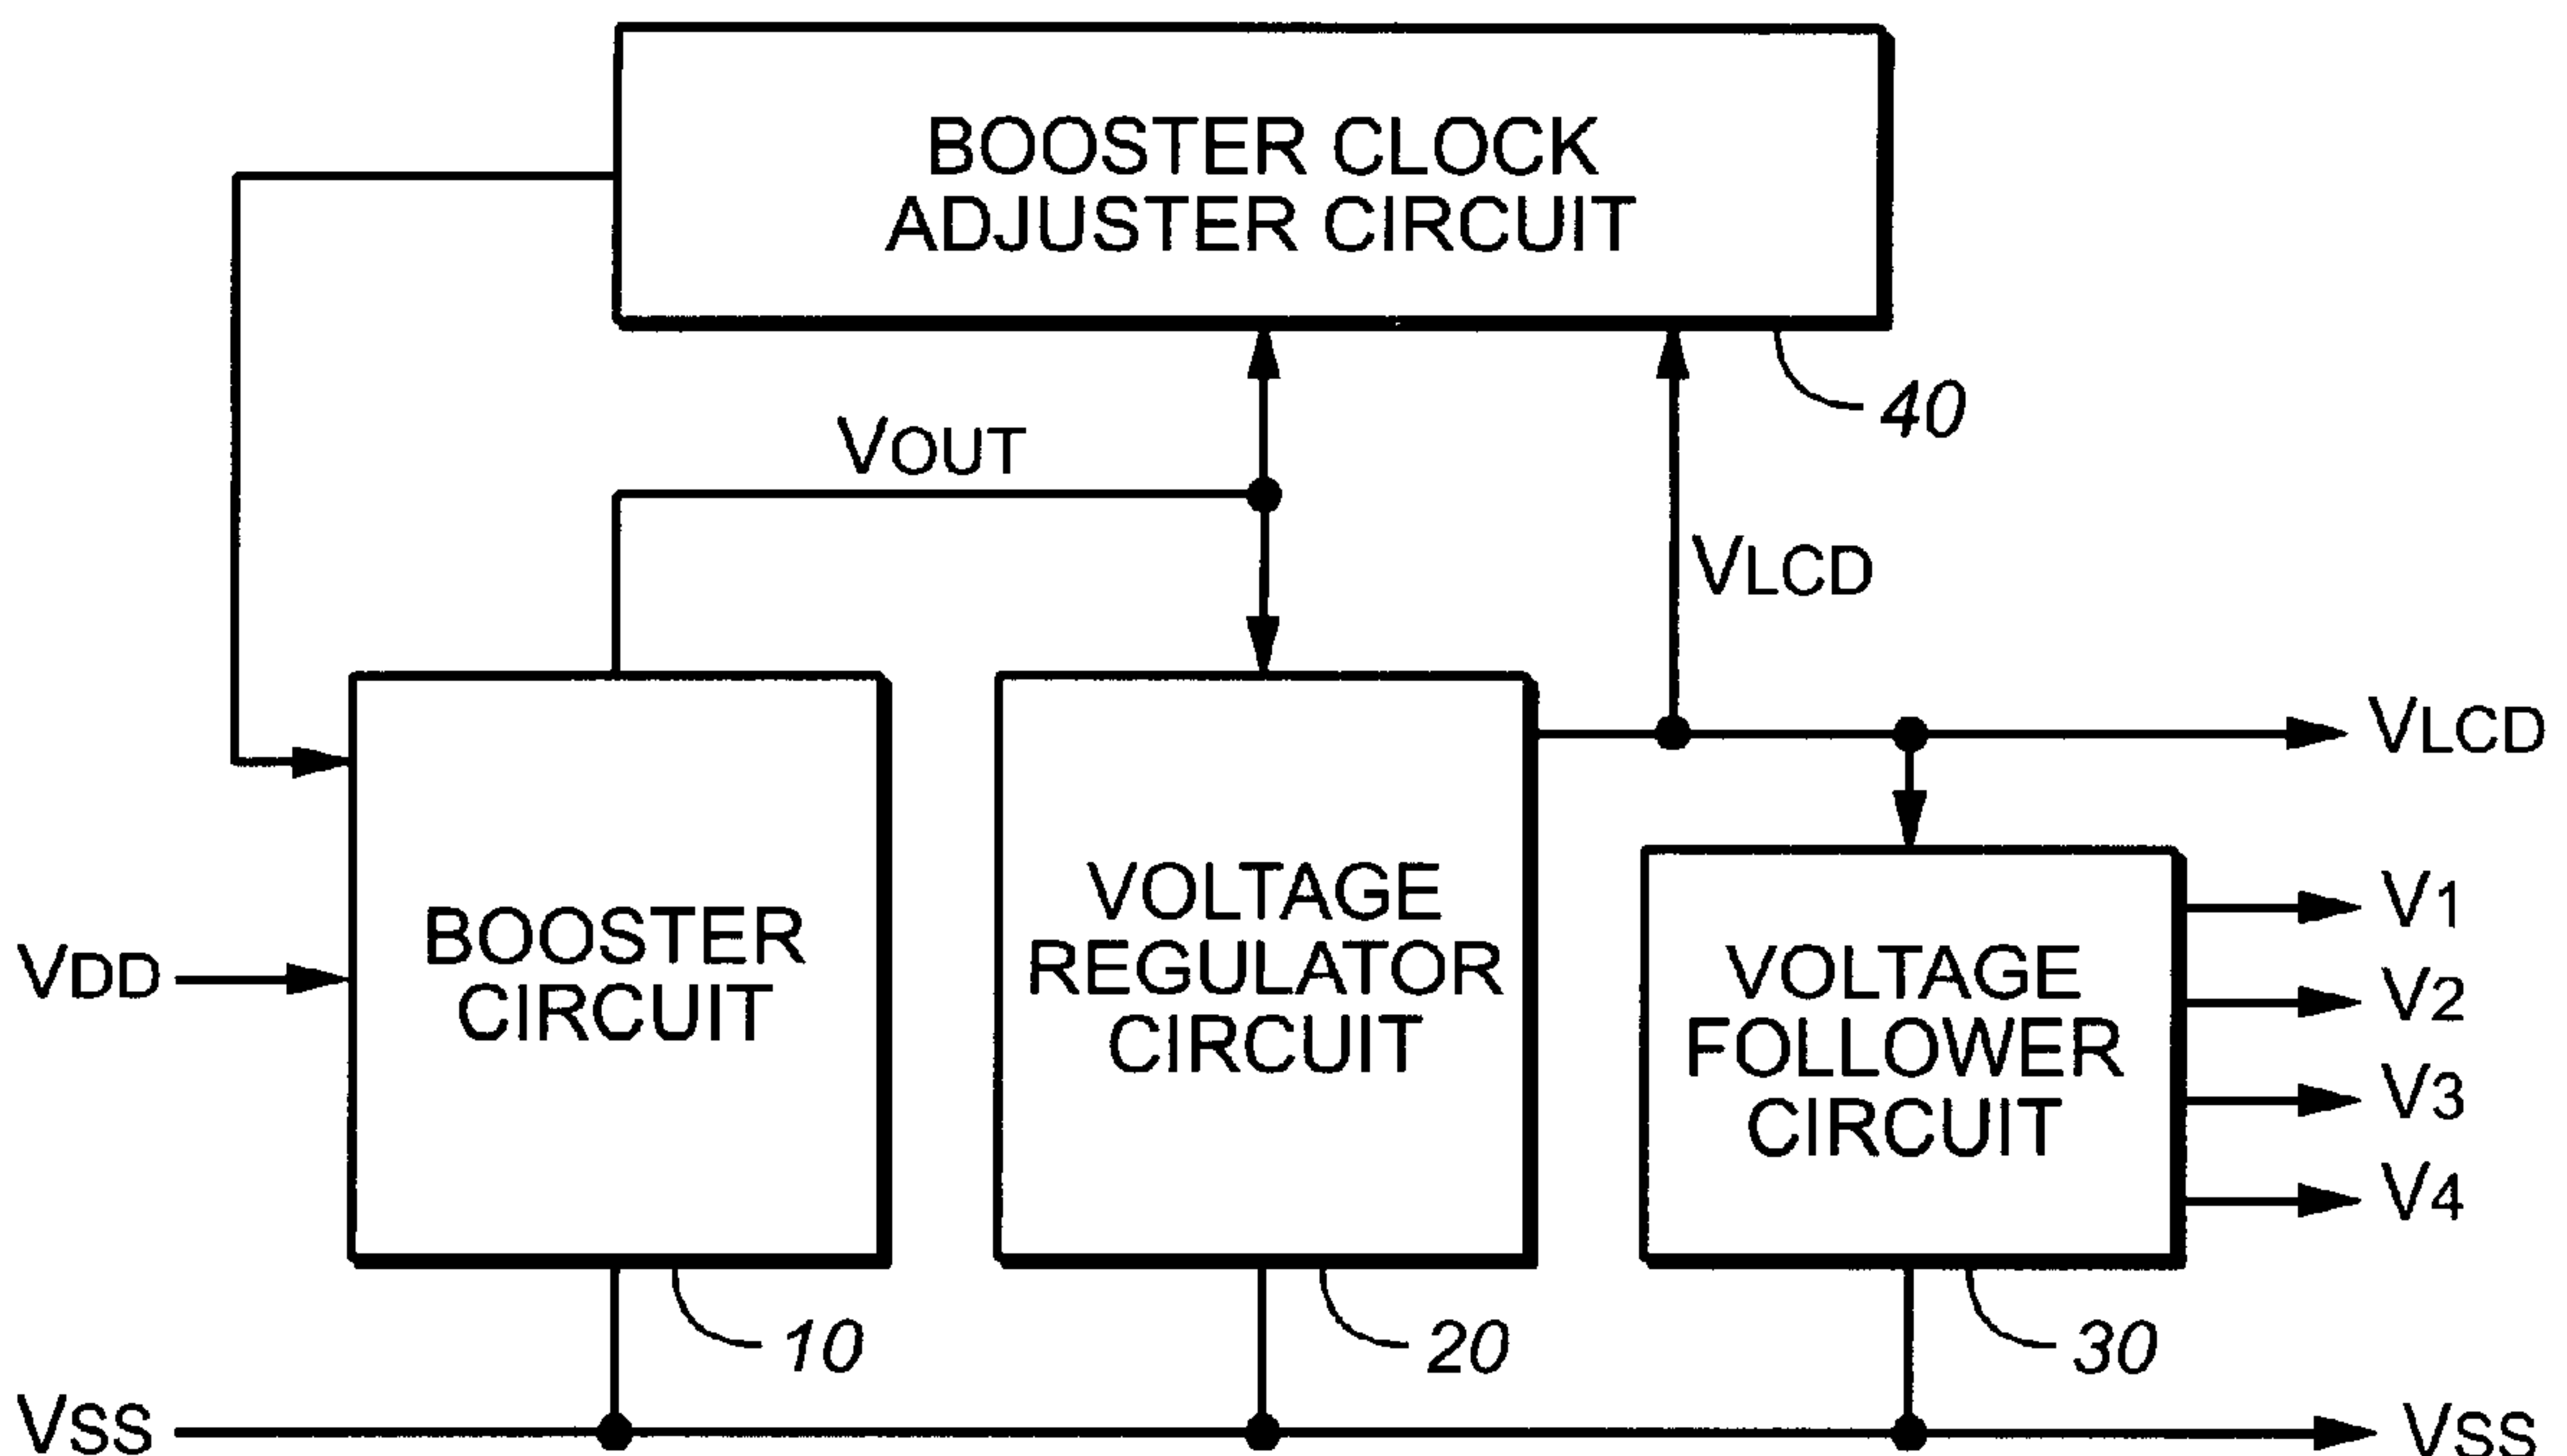 BOOSTER CLOCK
ADJUSTER CIRCUIT
40
VOUT
VLCD
VLCD
BOOSTER
CIRCUIT
VOLTAGE
REGULATOR
CIRCUIT
VOLTAGE
FOLLOWER
CIRCUIT
VDD
V1
V2
V3
V4
10
20
30
VSS
VSS